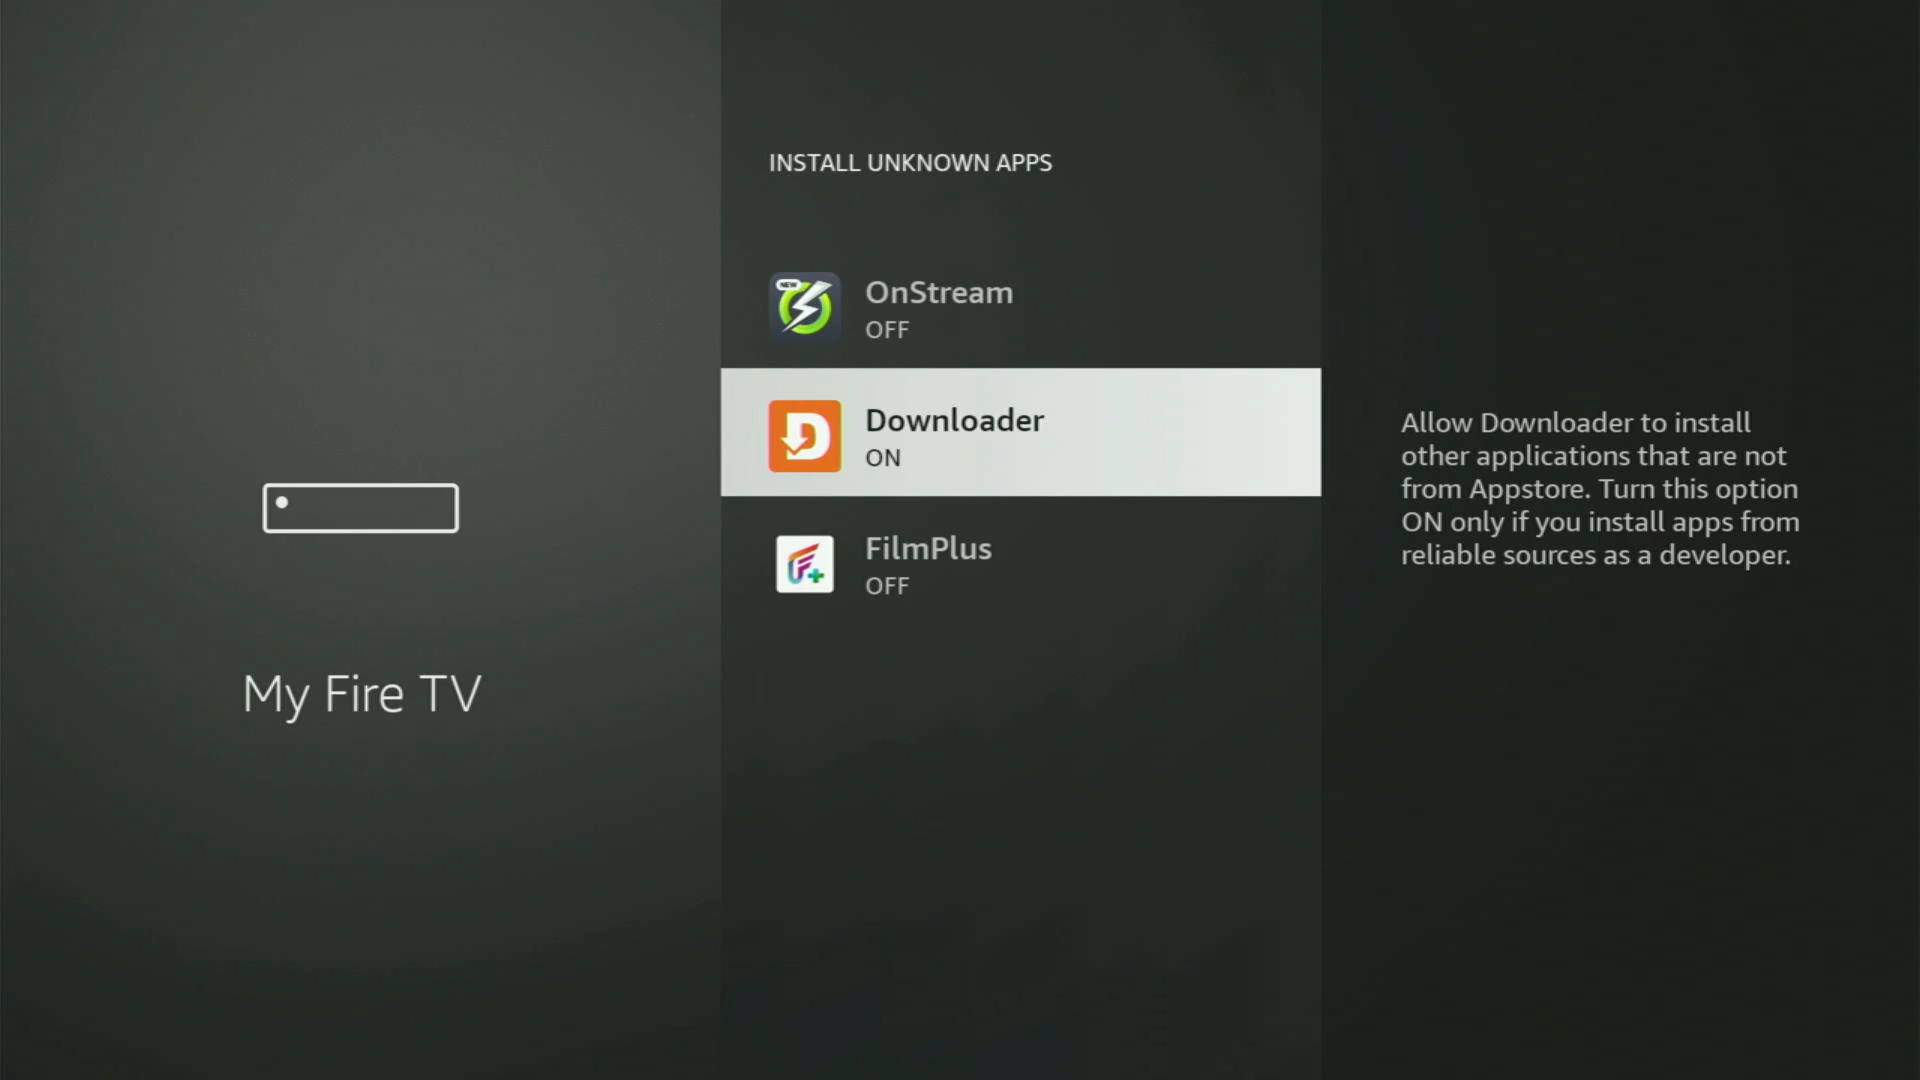 INSTALL UNKNOWN APPS
NEW
OnStream
OFF
Downloader
ON
FilmPlus
OFF
My Fire TV
Allow Downloader to install
other applications that are not
from Appstore. Turn this option
ON only if you install apps from
reliable sources as a developer.